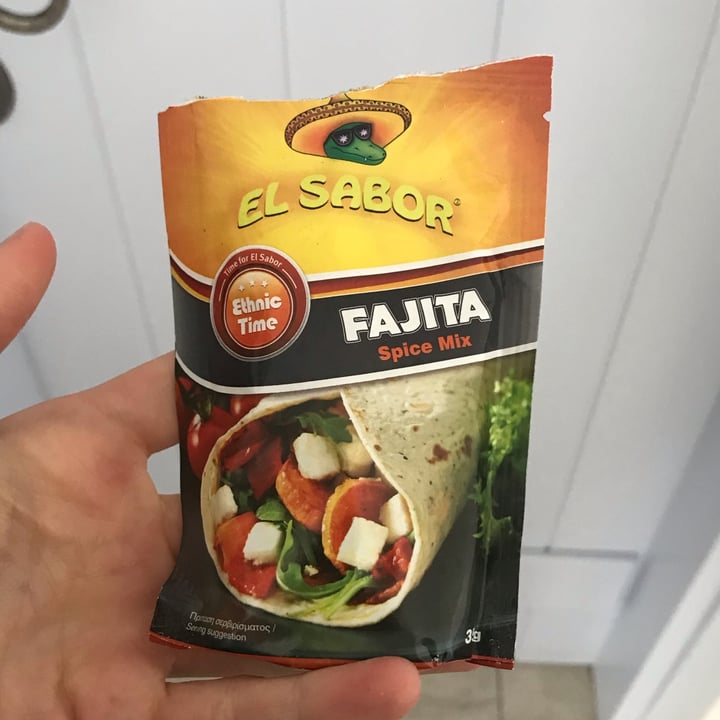 EL SABOR®
Time for El Sabor
Ethnic
Time
FAJITA
Spice Mix
Πρόταση σερβιρίσματος /
Serving suggestion